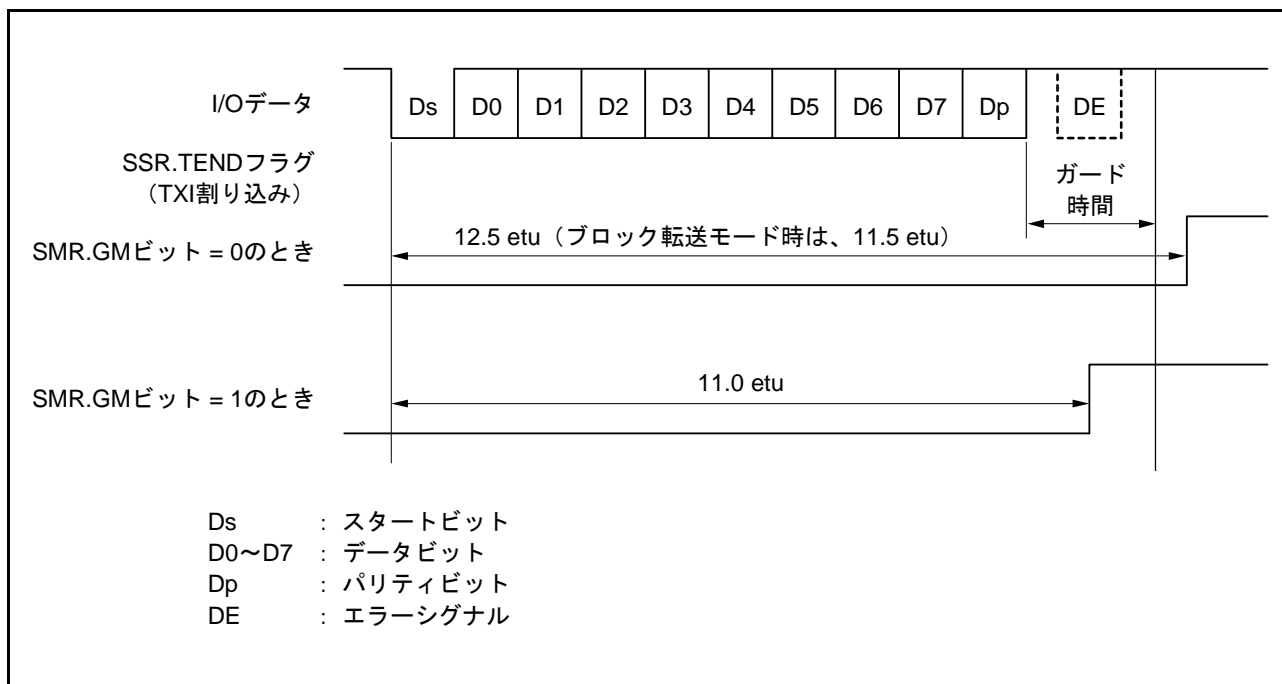 I/Oデータ
Ds D0 D1 D2 D3 D4 D5 D6 D7 Dp DE
SSR.TENDフラグ
（TXI割り込み）
ガード
時間
SMR.GMビット = 0のとき
12.5 etu（ブロック転送モード時は、11.5 etu）
SMR.GMビット = 1のとき
11.0 etu
Ds : スタートビット
D0～D7 : データビット
Dp : パリティビット
DE : エラーシグナル